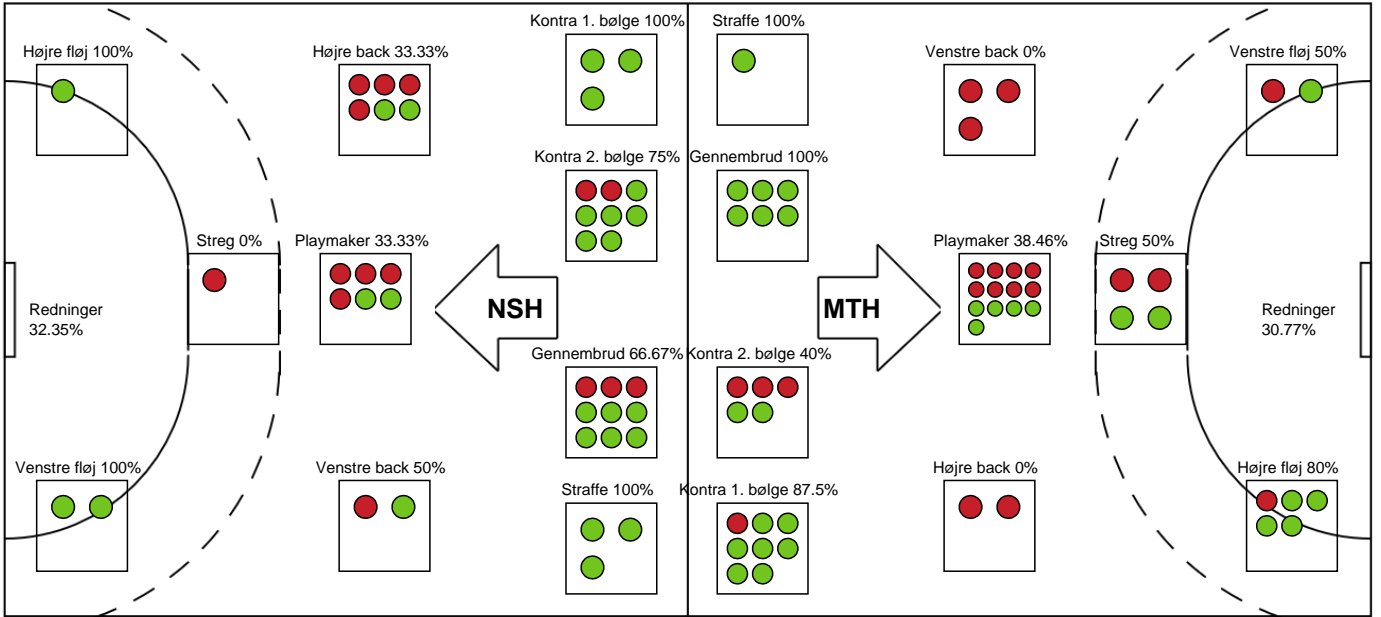 Kontra 1. bølge 100%
Straffe 100%
Højre fløj 100%
Højre back 33.33%
Venstre back 0%
Venstre fløj 50%
Kontra 2. bølge 75%
Gennembrud 100%
Streg 0%
Playmaker 33.33%
Playmaker 38.46%
Streg 50%
NSH
MTH
Redninger
32.35%
Redninger
30.77%
Gennembrud 66.67%
Kontra 2. bølge 40%
Venstre fløj 100%
Venstre back 50%
Højre back 0%
Højre fløj 80%
Straffe 100%
Kontra 1. bølge 87.5%